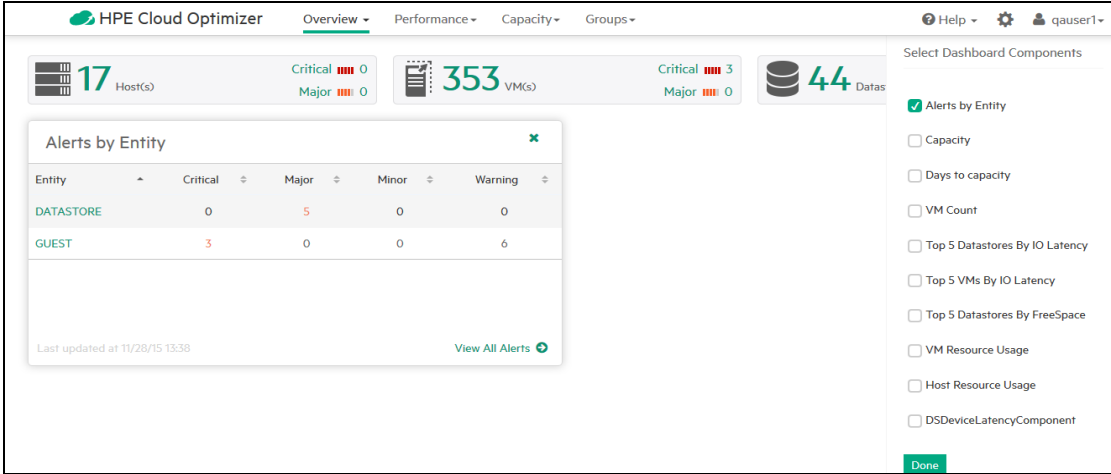 HPE Cloud Optimizer Overview Performance Capacity Groups Help qauser1
17 Host(s) Critical 0 Major 0
353 VM(s) Critical 3 Major 0
44
Select Dashboard Components
Alerts by Entity
Capacity
Days to capacity
VM Count
Top 5 Datastores By IO Latency
Top 5 VMs By IO Latency
Top 5 Datastores By FreeSpace
VM Resource Usage
Host Resource Usage
DSDeviceLatencyComponent
Done
Alerts by Entity
Entity Critical Major Minor Warning
DATASTORE 0 5 0 0
GUEST 3 0 0 6
Last updated at 11/28/15 13:38 View All Alerts